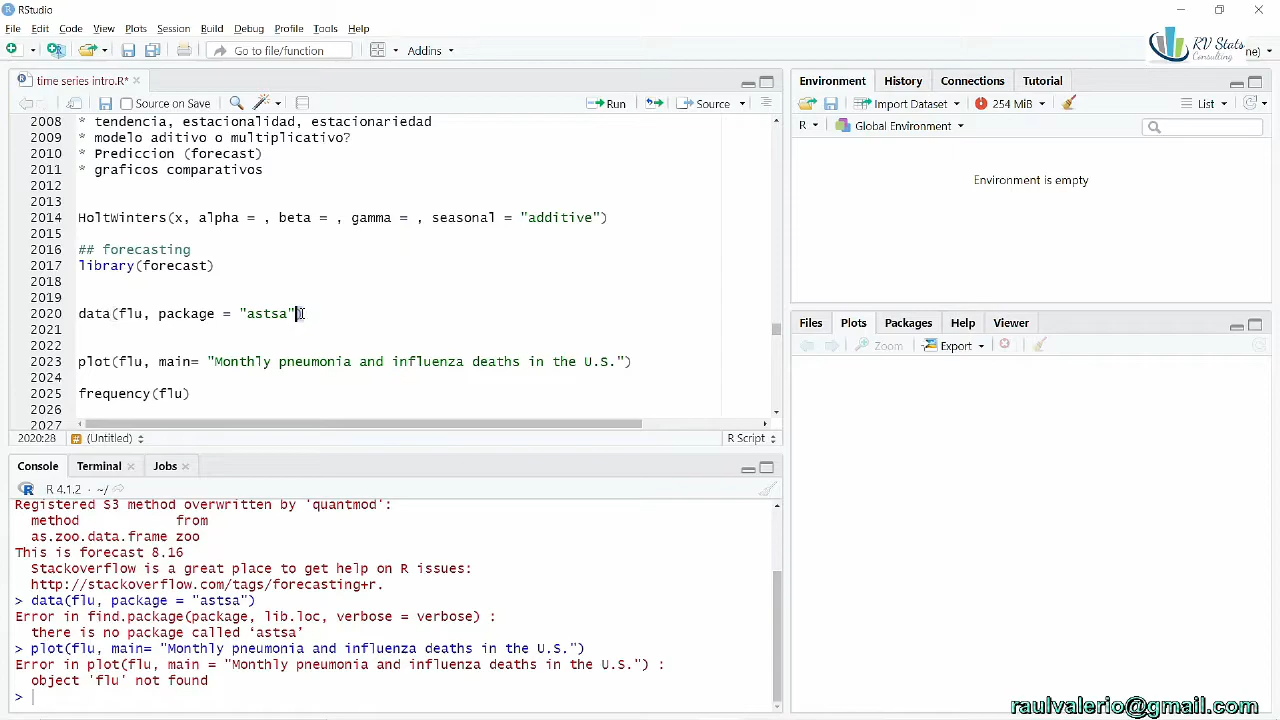 RStudio
File Edit Code View Plots Session Build Debug Profile Tools Help
Go to file/function Addins
RV Stats
Consulting
ne)
time series intro.R*
Source on Save Run Source
2008 * tendencia, estacionalidad, estacionariedad
2009 * modelo aditivo o multiplicativo?
2010 * Prediccion (forecast)
2011 * graficos comparativos
2012
2013
2014 HoltWinters(x, alpha = , beta = , gamma = , seasonal = "additive")
2015
2016 ## forecasting
2017 library(forecast)
2018
2019
2020 data(flu, package = "astsa")
2021
2022
2023 plot(flu, main= "Monthly pneumonia and influenza deaths in the U.S.")
2024
2025 frequency(flu)
2026
2027
2020:28 # (Untitled) R Script
Console Terminal Jobs
R 4.1.2 · ~/
Registered S3 method overwritten by 'quantmod':
method from
as.zoo.data.frame zoo
This is forecast 8.16
Stackoverflow is a great place to get help on R issues:
http://stackoverflow.com/tags/forecasting+r.
> data(flu, package = "astsa")
Error in find.package(package, lib.loc, verbose = verbose) :
there is no package called ‘astsa’
> plot(flu, main= "Monthly pneumonia and influenza deaths in the U.S.")
Error in plot(flu, main = "Monthly pneumonia and influenza deaths in the U.S.") :
object 'flu' not found
>
Environment History Connections Tutorial
Import Dataset 254 MiB List
R Global Environment
Environment is empty
Files Plots Packages Help Viewer
Zoom Export
raulvalerio@gmail.com